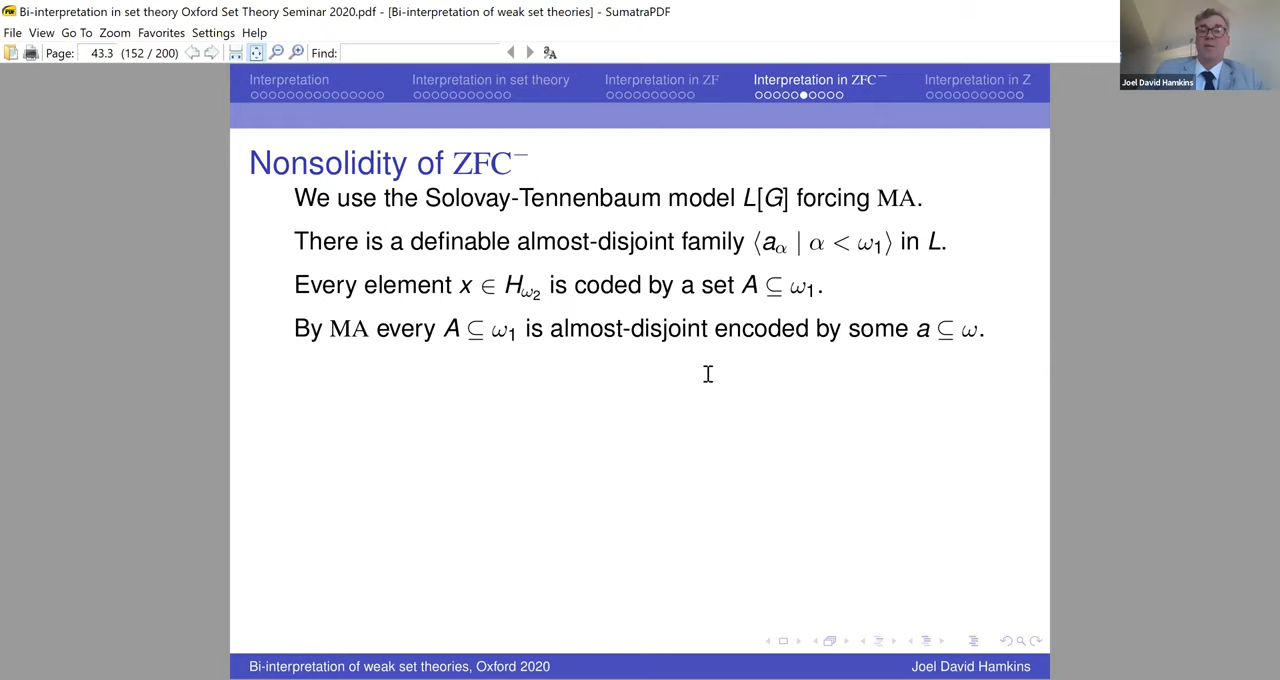 Bi-interpretation in set theory Oxford Set Theory Seminar 2020.pdf - [Bi-interpretation of weak set theories] - SumatraPDF
File View Go To Zoom Favorites Settings Help
Page: 43.3 (152 / 200) Find:
Interpretation Interpretation in set theory Interpretation in ZF Interpretation in ZFC⁻ Interpretation in Z
Joel David Hamkins
Nonsolidity of ZFC⁻
We use the Solovay-Tennenbaum model L[G] forcing MA.
There is a definable almost-disjoint family ⟨a_α | α < ω₁⟩ in L.
Every element x ∈ H_ω₂ is coded by a set A ⊆ ω₁.
By MA every A ⊆ ω₁ is almost-disjoint encoded by some a ⊆ ω.
Bi-interpretation of weak set theories, Oxford 2020 Joel David Hamkins